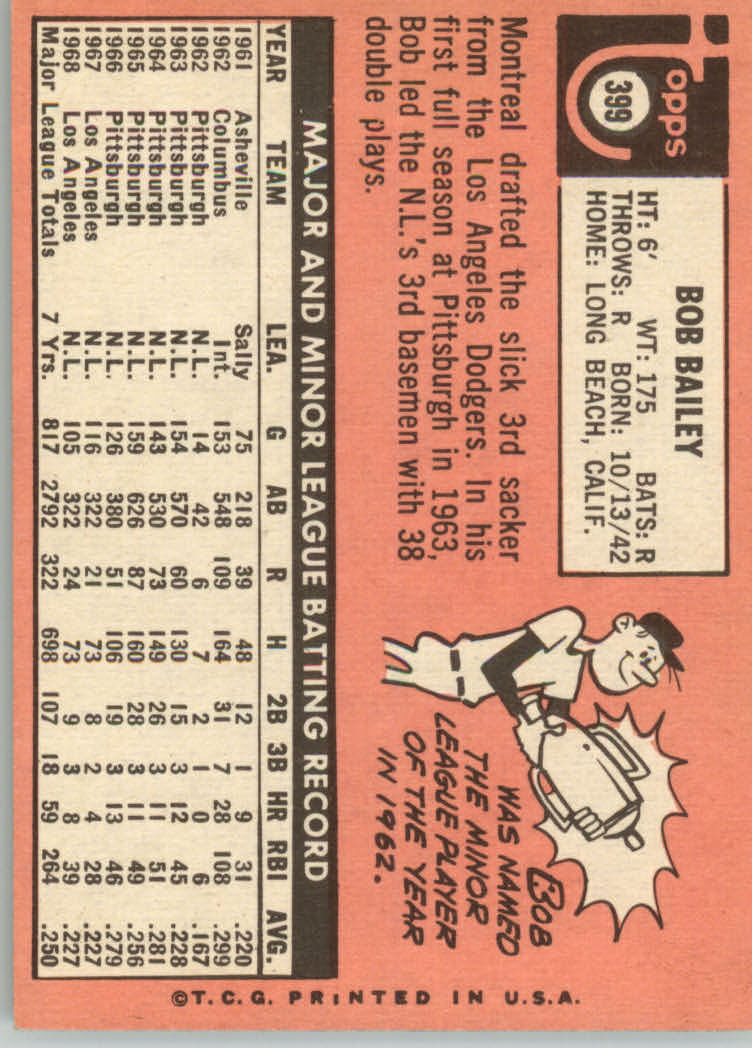 Topps
399
BOB BAILEY
HT: 6' WT: 175 BATS: R
THROWS: R BORN: 10/13/42
HOME: LONG BEACH, CALIF.
Montreal drafted the slick 3rd sacker
from the Los Angeles Dodgers. In his
first full season at Pittsburgh in 1963,
Bob led the N.L.'s 3rd basemen with 38
double plays.
BOB
WAS NAMED
THE MINOR
LEAGUE PLAYER
OF THE YEAR
IN 1962.
MAJOR AND MINOR LEAGUE BATTING RECORD
YEAR TEAM LEA. G AB R H 2B 3B HR RBI AVG.
1961 Asheville Sally 75 218 39 48 12 1 9 31 .220
1962 Columbus Int. 153 548 109 164 31 7 28 108 .299
1962 Pittsburgh N.L. 14 42 6 7 2 1 0 6 .167
1963 Pittsburgh N.L. 154 570 60 130 15 3 12 45 .228
1964 Pittsburgh N.L. 143 530 73 149 26 3 11 51 .281
1965 Pittsburgh N.L. 159 626 87 160 28 3 11 49 .256
1966 Pittsburgh N.L. 126 380 51 106 19 3 13 46 .279
1967 Los Angeles N.L. 116 322 21 73 8 2 4 28 .227
1968 Los Angeles N.L. 105 322 24 73 9 3 8 39 .227
Major League Totals 7 Yrs. 817 2792 322 698 107 18 59 264 .250
©T.C.G. PRINTED IN U.S.A.